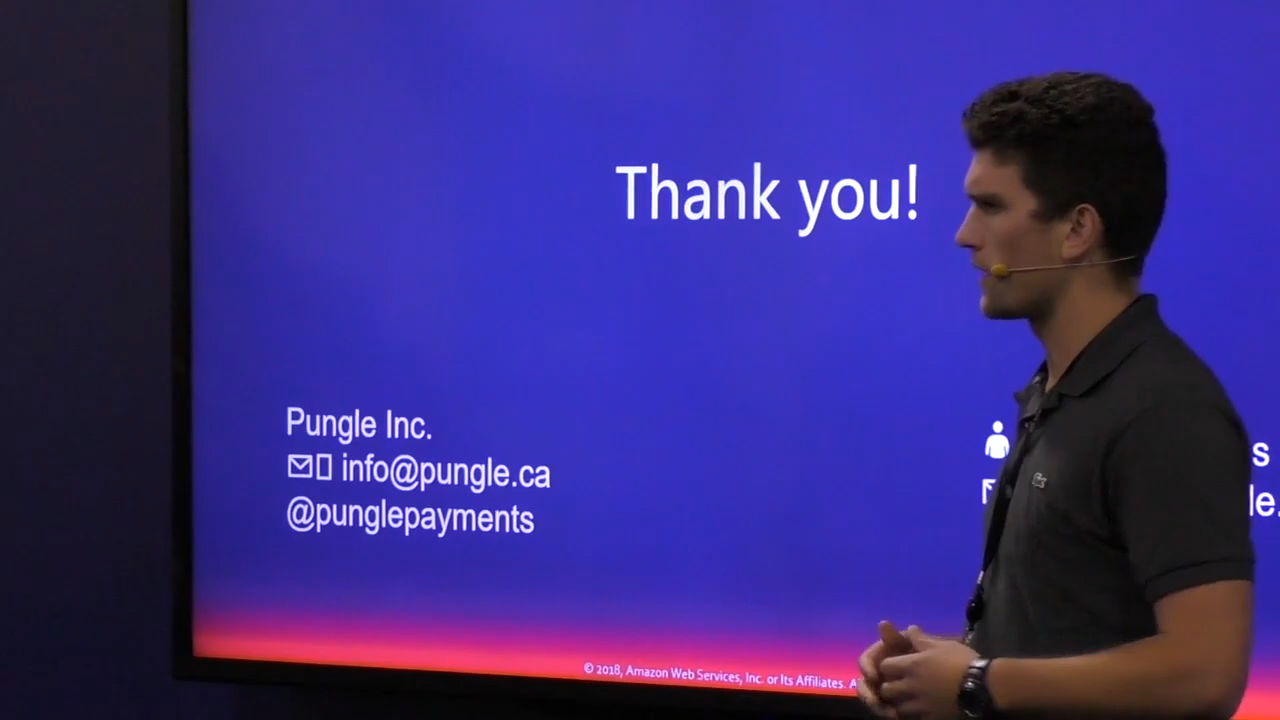 Thank you!
Pungle Inc.
info@pungle.ca
@punglepayments
© 2018, Amazon Web Services, Inc. or Its Affiliates.